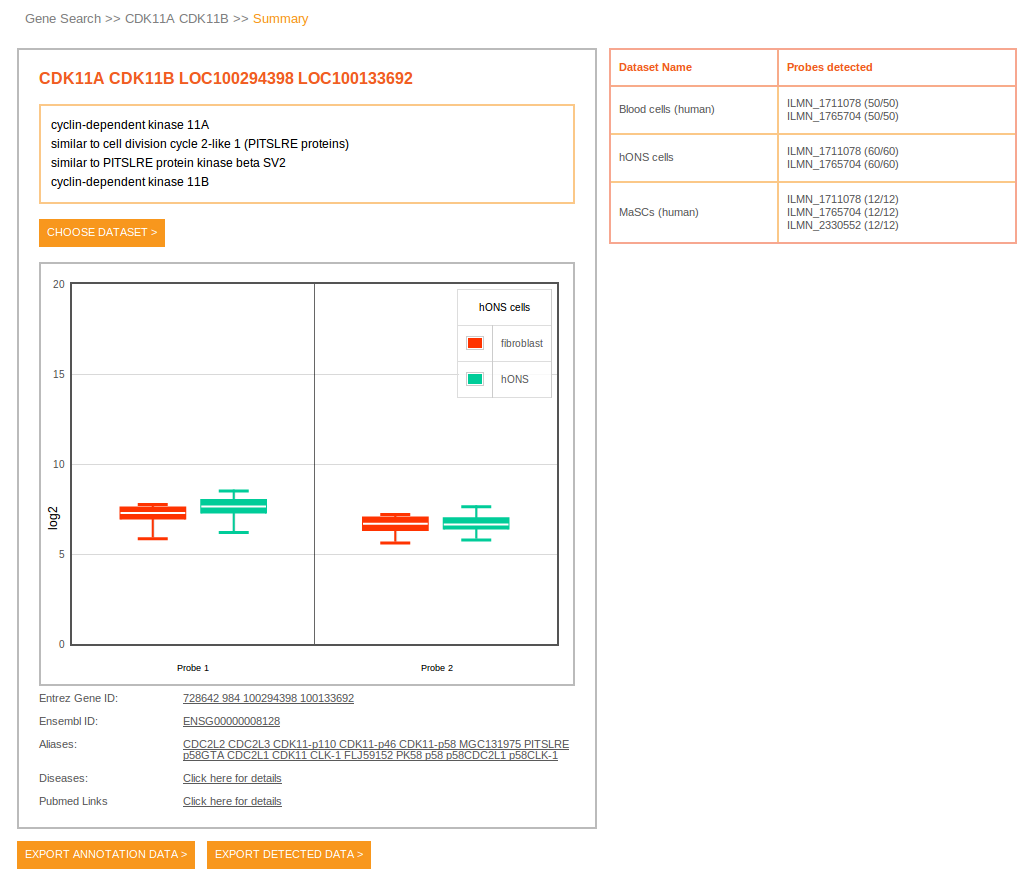 Gene Search >> CDK11A CDK11B >> Summary
CDK11A CDK11B LOC100294398 LOC100133692
cyclin-dependent kinase 11A
similar to cell division cycle 2-like 1 (PITSLRE proteins)
similar to PITSLRE protein kinase beta SV2
cyclin-dependent kinase 11B
CHOOSE DATASET >
20
15
10
5
0
log2
hONS cells
fibroblast
hONS
Probe 1
Probe 2
Entrez Gene ID: 728642 984 100294398 100133692
Ensembl ID: ENSG00000008128
Aliases: CDC2L2 CDC2L3 CDK11-p110 CDK11-p46 CDK11-p58 MGC131975 PITSLRE
p58GTA CDC2L1 CDK11 CLK-1 FLJ59152 PK58 p58 p58CDC2L1 p58CLK-1
Diseases: Click here for details
Pubmed Links Click here for details
EXPORT ANNOTATION DATA > EXPORT DETECTED DATA >
Dataset Name Probes detected
Blood cells (human)
ILMN_1711078 (50/50)
ILMN_1765704 (50/50)
hONS cells
ILMN_1711078 (60/60)
ILMN_1765704 (60/60)
MaSCs (human)
ILMN_1711078 (12/12)
ILMN_1765704 (12/12)
ILMN_2330552 (12/12)